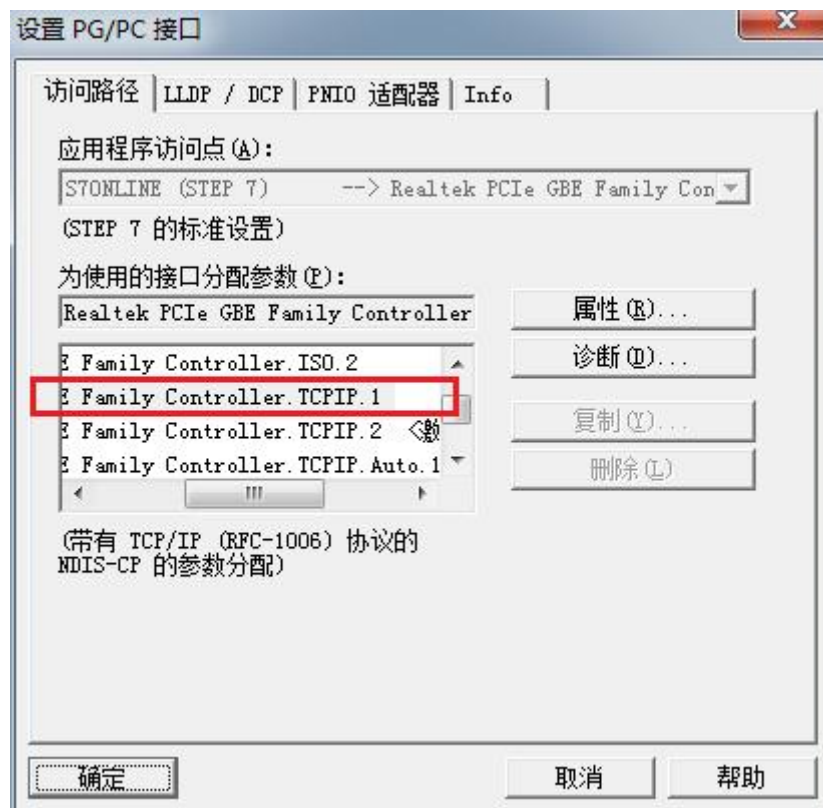 设置 PG/PC 接口
访问路径 LLDP / DCP PNIO 适配器 Info
应用程序访问点(A):
S7ONLINE (STEP 7) --> Realtek PCIe GBE Family Con
(STEP 7 的标准设置)
为使用的接口分配参数(P):
Realtek PCIe GBE Family Controller
属性(R)...
E Family Controller.ISO.2
诊断(D)...
E Family Controller.TCPIP.1
E Family Controller.TCPIP.2 <激
复制(Y)...
E Family Controller.TCPIP.Auto.1
删除(L)
(带有 TCP/IP (RFC-1006) 协议的
NDIS-CP 的参数分配)
确定 取消 帮助